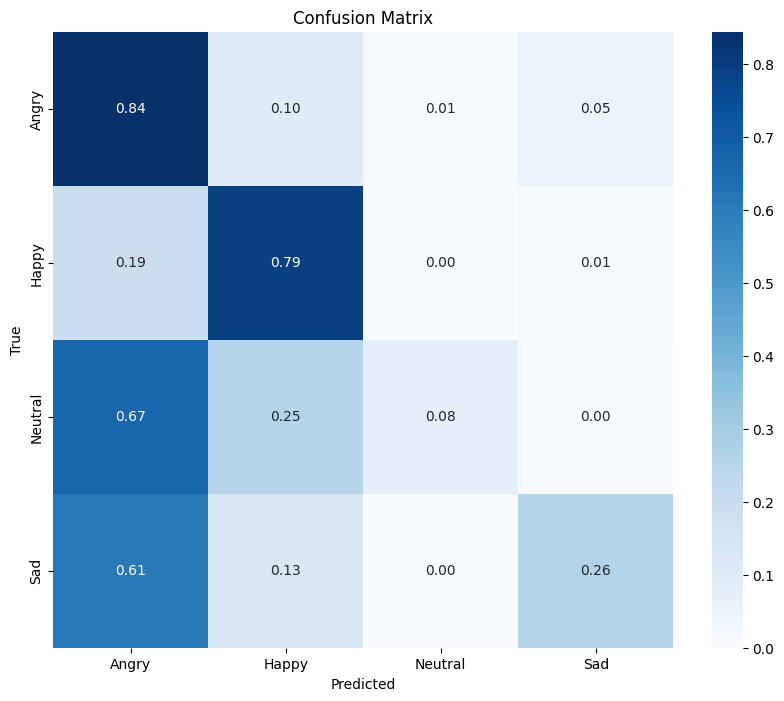 Confusion Matrix
Angry
0.84 0.10 0.01 0.05
Happy
0.19 0.79 0.00 0.01
Neutral
0.67 0.25 0.08 0.00
Sad
0.61 0.13 0.00 0.26
True
Angry Happy Neutral Sad
Predicted
0.8
0.7
0.6
0.5
0.4
0.3
0.2
0.1
0.0